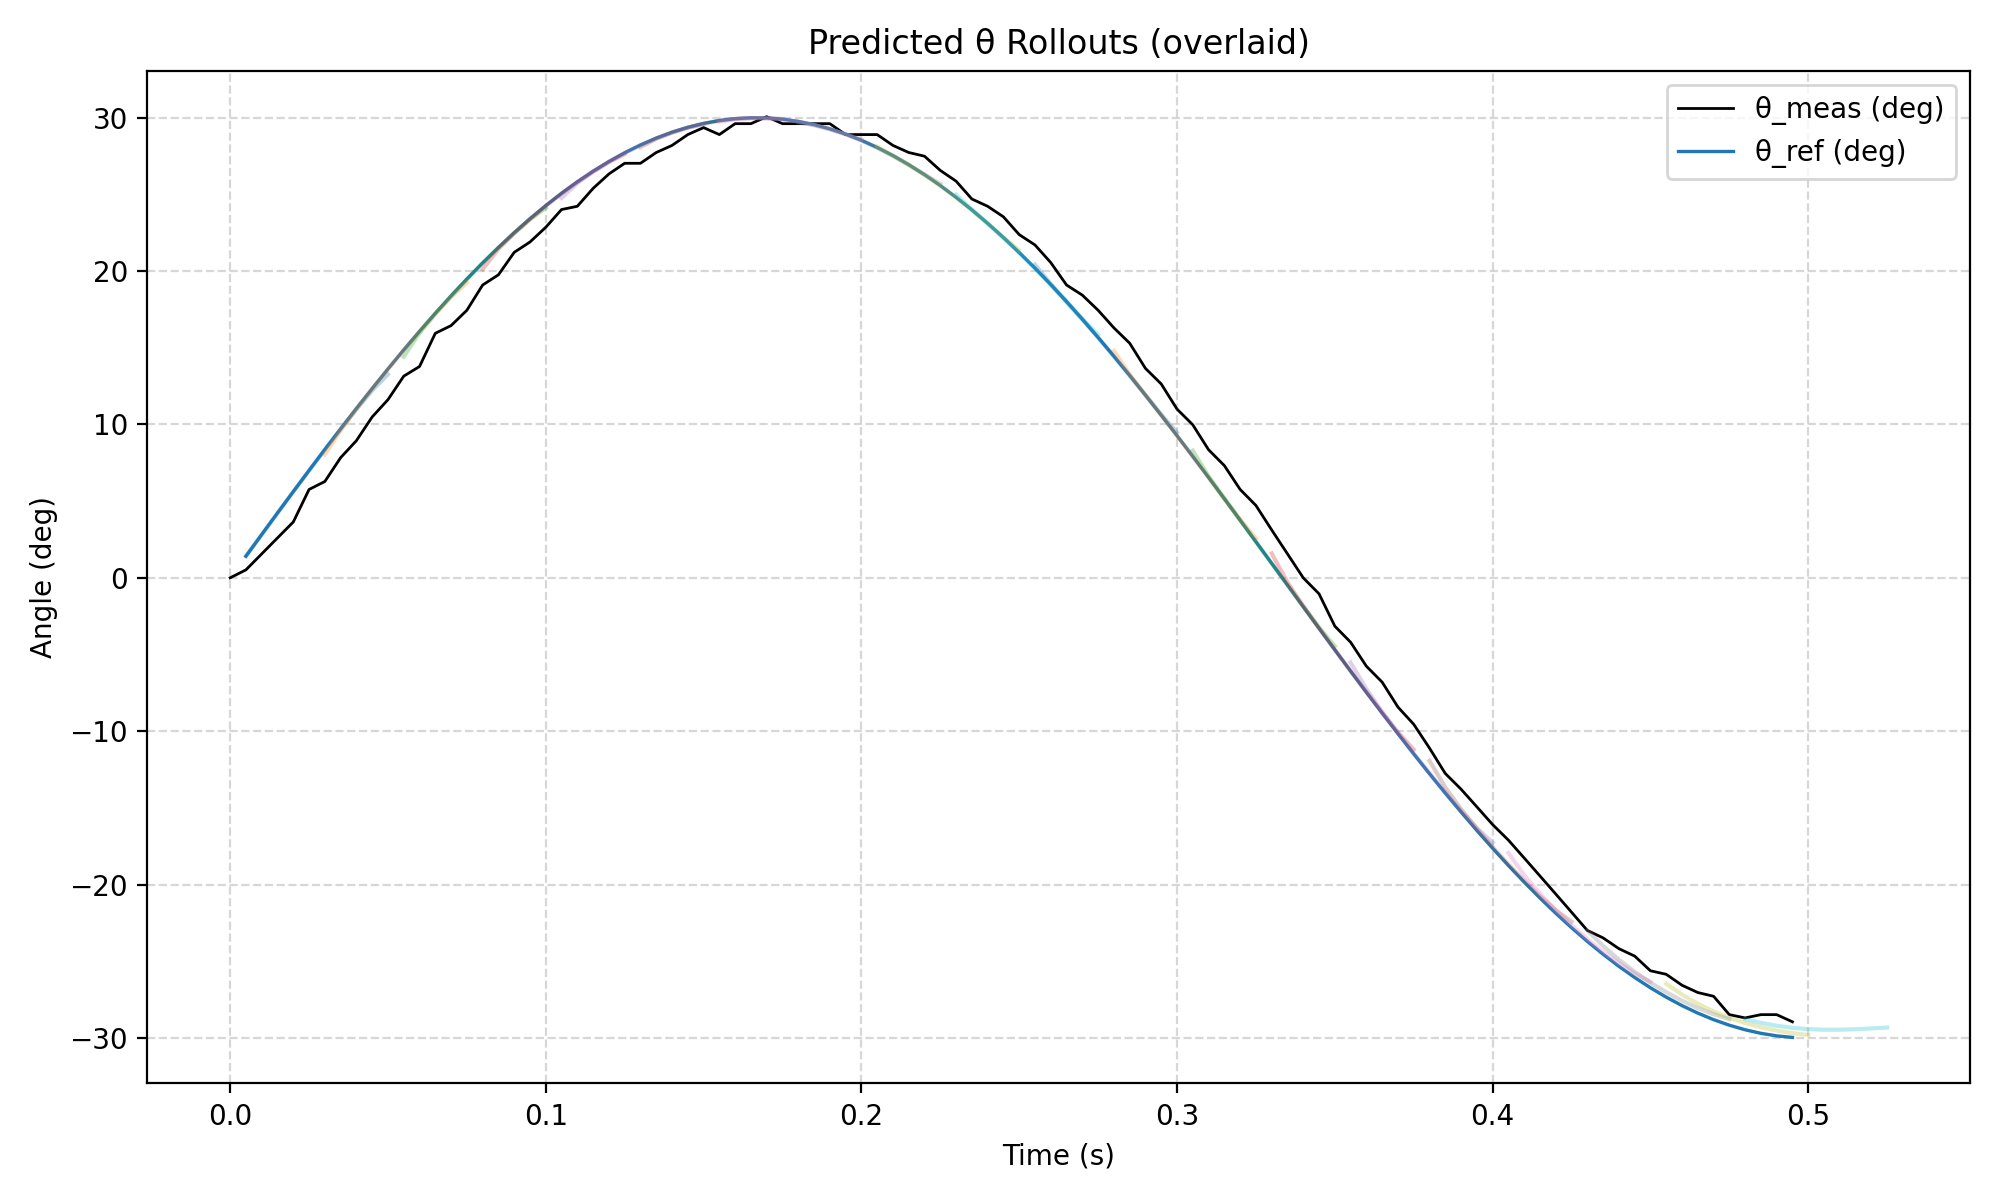 Predicted θ Rollouts (overlaid)
θ_meas (deg)
θ_ref (deg)
30
20
10
0
−10
−20
−30
Angle (deg)
0.0
0.1
0.2
0.3
0.4
0.5
Time (s)